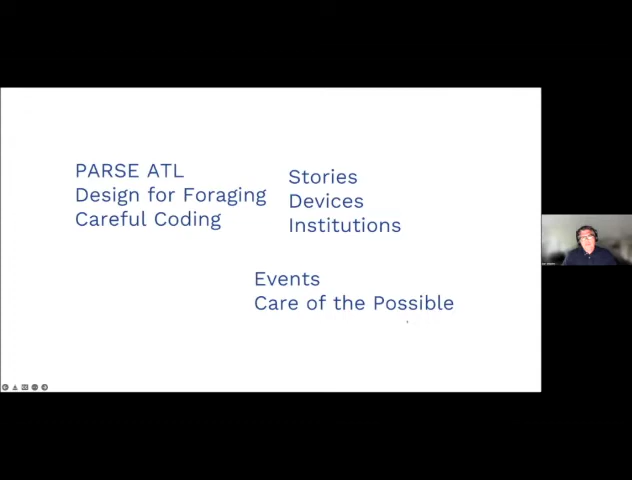 PARSE ATL
Design for Foraging
Careful Coding
Stories
Devices
Institutions
Events
Care of the Possible